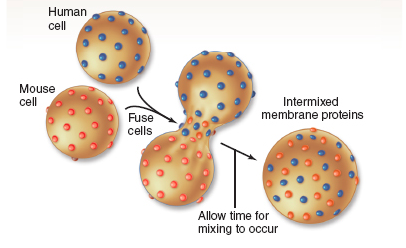 Human
cell
Mouse
cell
Fuse
cells
Intermixed
membrane proteins
Allow time for
mixing to occur